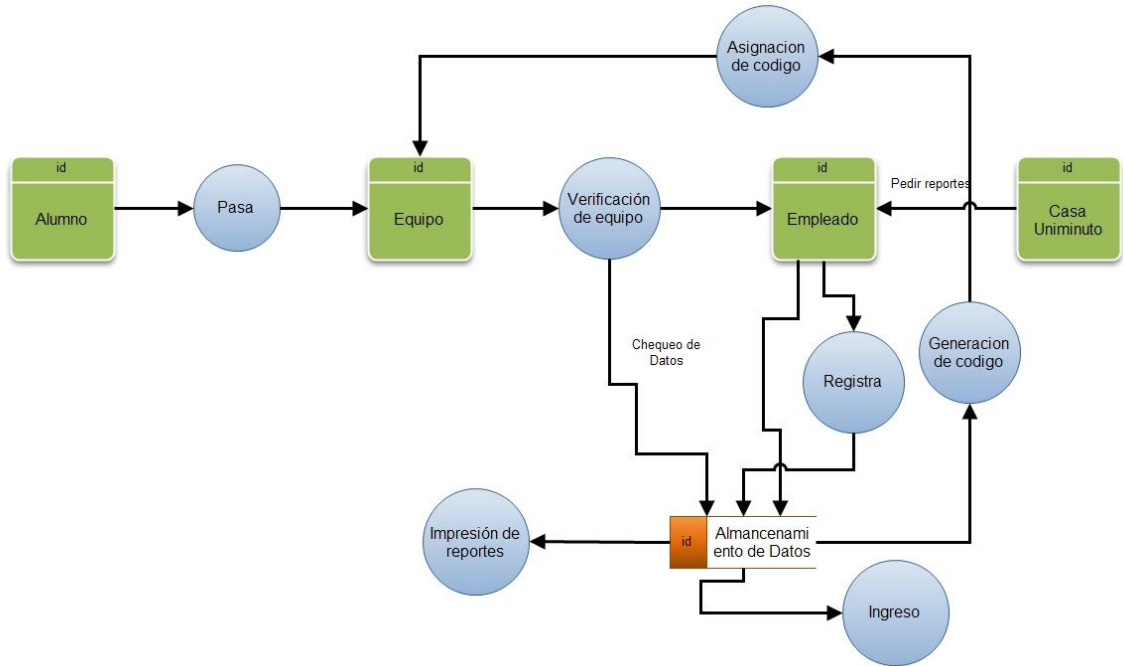 Asignacion
de codigo
id
Alumno
Pasa
id
Equipo
Verificación
de equipo
id
Empleado
Pedir reportes
id
Casa
Uniminuto
Chequeo de
Datos
Registra
Generacion
de codigo
Impresión de
reportes
id
Almancenami
ento de Datos
Ingreso